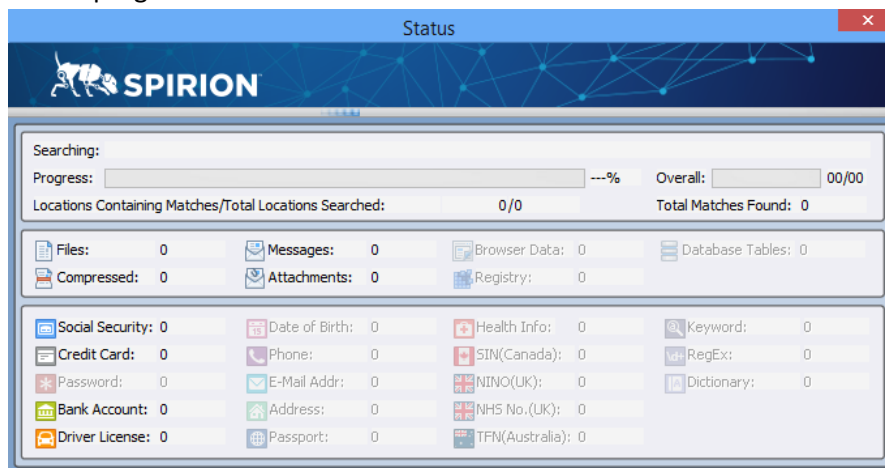 Status
SPIRION
Searching:
Progress: ---% Overall: 00/00
Locations Containing Matches/Total Locations Searched: 0/0 Total Matches Found: 0
Files: 0 Messages: 0 Browser Data: 0 Database Tables: 0
Compressed: 0 Attachments: 0 Registry: 0
Social Security: 0 Date of Birth: 0 Health Info: 0 Keyword: 0
Credit Card: 0 Phone: 0 SIN(Canada): 0 RegEx: 0
Password: 0 E-Mail Addr: 0 NINO(UK): 0 Dictionary: 0
Bank Account: 0 Address: 0 NHS No.(UK): 0
Driver License: 0 Passport: 0 TFN(Australia): 0